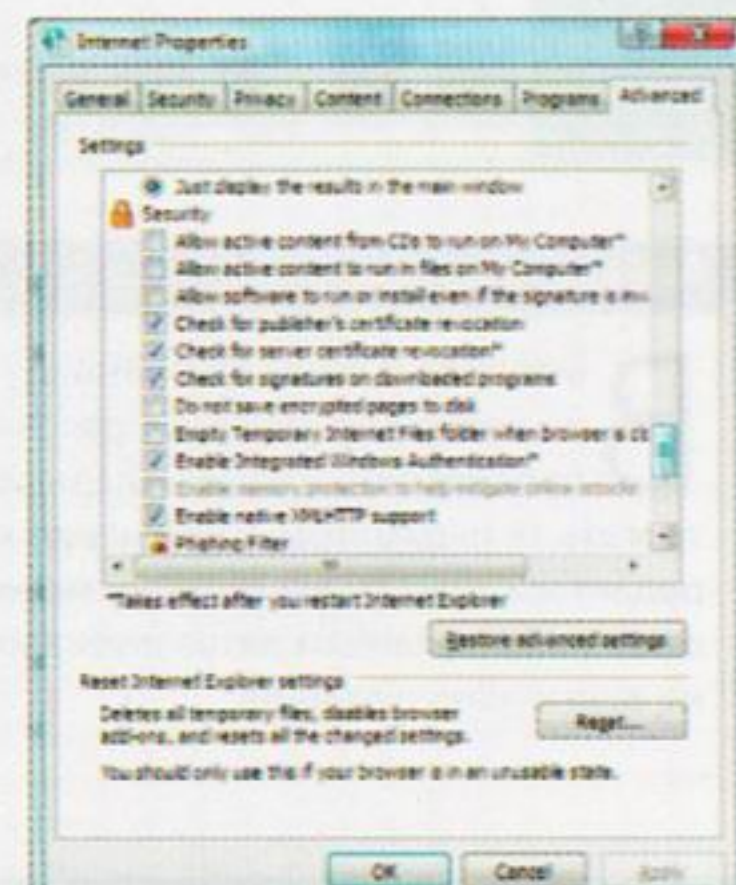 Internet Properties
General Security Privacy Content Connections Programs Advanced
Settings
Just display the results in the main window
Security
Allow active content from CDs to run on My Computer**
Allow active content to run in files on My Computer**
Allow software to run or install even if the signature is inv
Check for publisher's certificate revocation
Check for server certificate revocation**
Check for signatures on downloaded programs
Do not save encrypted pages to disk
Empty Temporary Internet Files folder when browser is clo
Enable Integrated Windows Authentication**
Enable memory protection to help mitigate online attacks
Enable native XMLHTTP support
Phishing Filter
**Takes effect after you restart Internet Explorer
Restore advanced settings
Reset Internet Explorer settings
Deletes all temporary files, disables browser
add-ons, and resets all the changed settings.
Reset...
You should only use this if your browser is in an unusable state.
OK Cancel Apply